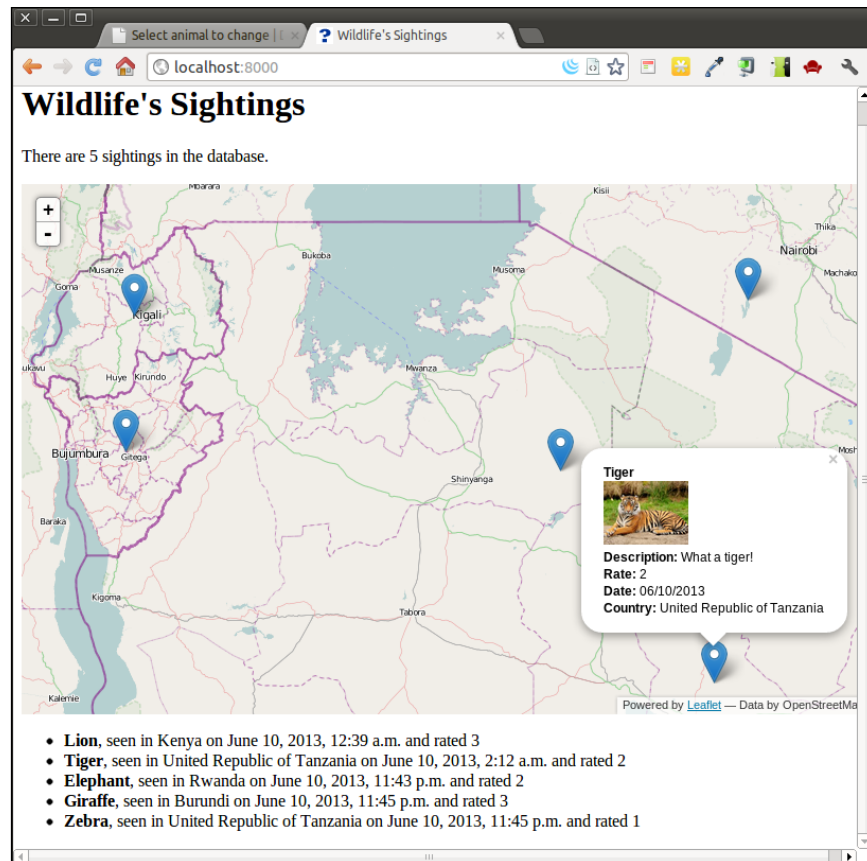 Select animal to change |
Wildlife's Sightings
localhost:8000
Wildlife's Sightings
There are 5 sightings in the database.
+
-
Mbarara
Kisii
Thika
Nairobi
Machako
Bukoba
Musoma
Musanze
Goma
Kigali
ukavu
Huye
Kirundo
Mwanza
Bujumbura
Gitega
Shinyanga
Mosh
Baraka
Kigoma
Tabora
Kalemie
Tiger
Description: What a tiger!
Rate: 2
Date: 06/10/2013
Country: United Republic of Tanzania
Powered by Leaflet — Data by OpenStreetMa
• Lion, seen in Kenya on June 10, 2013, 12:39 a.m. and rated 3
• Tiger, seen in United Republic of Tanzania on June 10, 2013, 2:12 a.m. and rated 2
• Elephant, seen in Rwanda on June 10, 2013, 11:43 p.m. and rated 2
• Giraffe, seen in Burundi on June 10, 2013, 11:45 p.m. and rated 3
• Zebra, seen in United Republic of Tanzania on June 10, 2013, 11:45 p.m. and rated 1